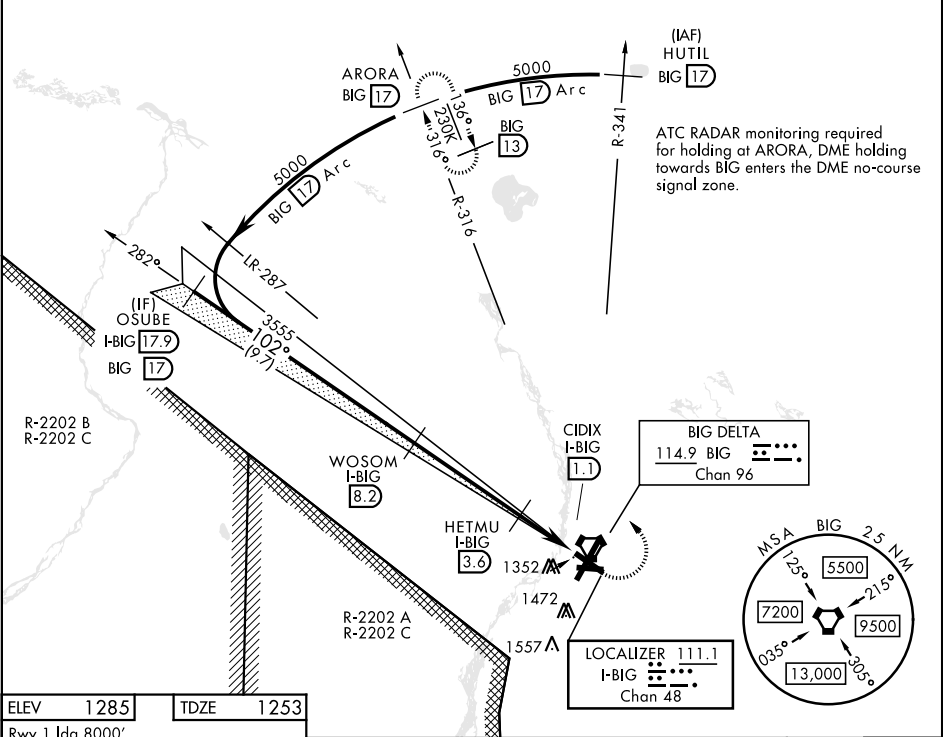 (IAF)
HUTIL
BIG 17
ARORA
BIG 17
5000
BIG 17 Arc
136°
230K
316°
BIG
13
R-341
ATC RADAR monitoring required
for holding at ARORA, DME holding
towards BIG enters the DME no-course
signal zone.
5000
BIG 17 Arc
R-316
LR-287
282°
(IF)
OSUBE
I-BIG 17.9
BIG 17
3555
102°
(9.7)
R-2202 B
R-2202 C
WOSOM
I-BIG
8.2
CIDIX
I-BIG
1.1
BIG DELTA
114.9 BIG
Chan 96
HETMU
I-BIG
3.6
1352
1472
1557
R-2202 A
R-2202 C
LOCALIZER 111.1
I-BIG
Chan 48
MSA BIG 25 NM
125°
5500
215°
7200
9500
035°
13,000
305°
ELEV 1285
TDZE 1253
Rwy 1 ldg 8000'